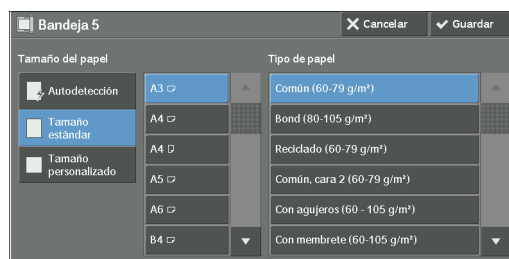 Bandeja 5
Cancelar
Guardar
Tamaño del papel
Autodetección
Tamaño
estándar
Tamaño
personalizado
A3
A4
A4
A5
A6
B4
Tipo de papel
Común (60-79 g/m²)
Bond (80-105 g/m²)
Reciclado (60-79 g/m²)
Común, cara 2 (60-79 g/m²)
Con agujeros (60 - 105 g/m²)
Con membrete (60-105 g/m²)